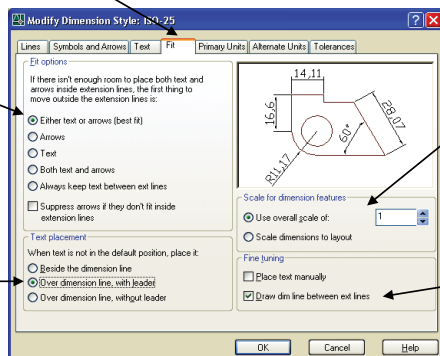 Modify Dimension Style: ISO-25
Lines
Symbols and Arrows
Text
Fit
Primary Units
Alternate Units
Tolerances
Fit options
If there isn't enough room to place both text and
arrows inside extension lines, the first thing to
move outside the extension lines is:
Either text or arrows (best fit)
Arrows
Text
Both text and arrows
Always keep text between ext lines
Suppress arrows if they don't fit inside
extension lines
Text placement
When text is not in the default position, place it:
Beside the dimension line
Over dimension line, with leader
Over dimension line, without leader
14,11
16,6
28,07
60°
R11,17
Scale for dimension features
Use overall scale of:
1
Scale dimensions to layout
Fine tuning
Place text manually
Draw dim line between ext lines
OK
Cancel
Help